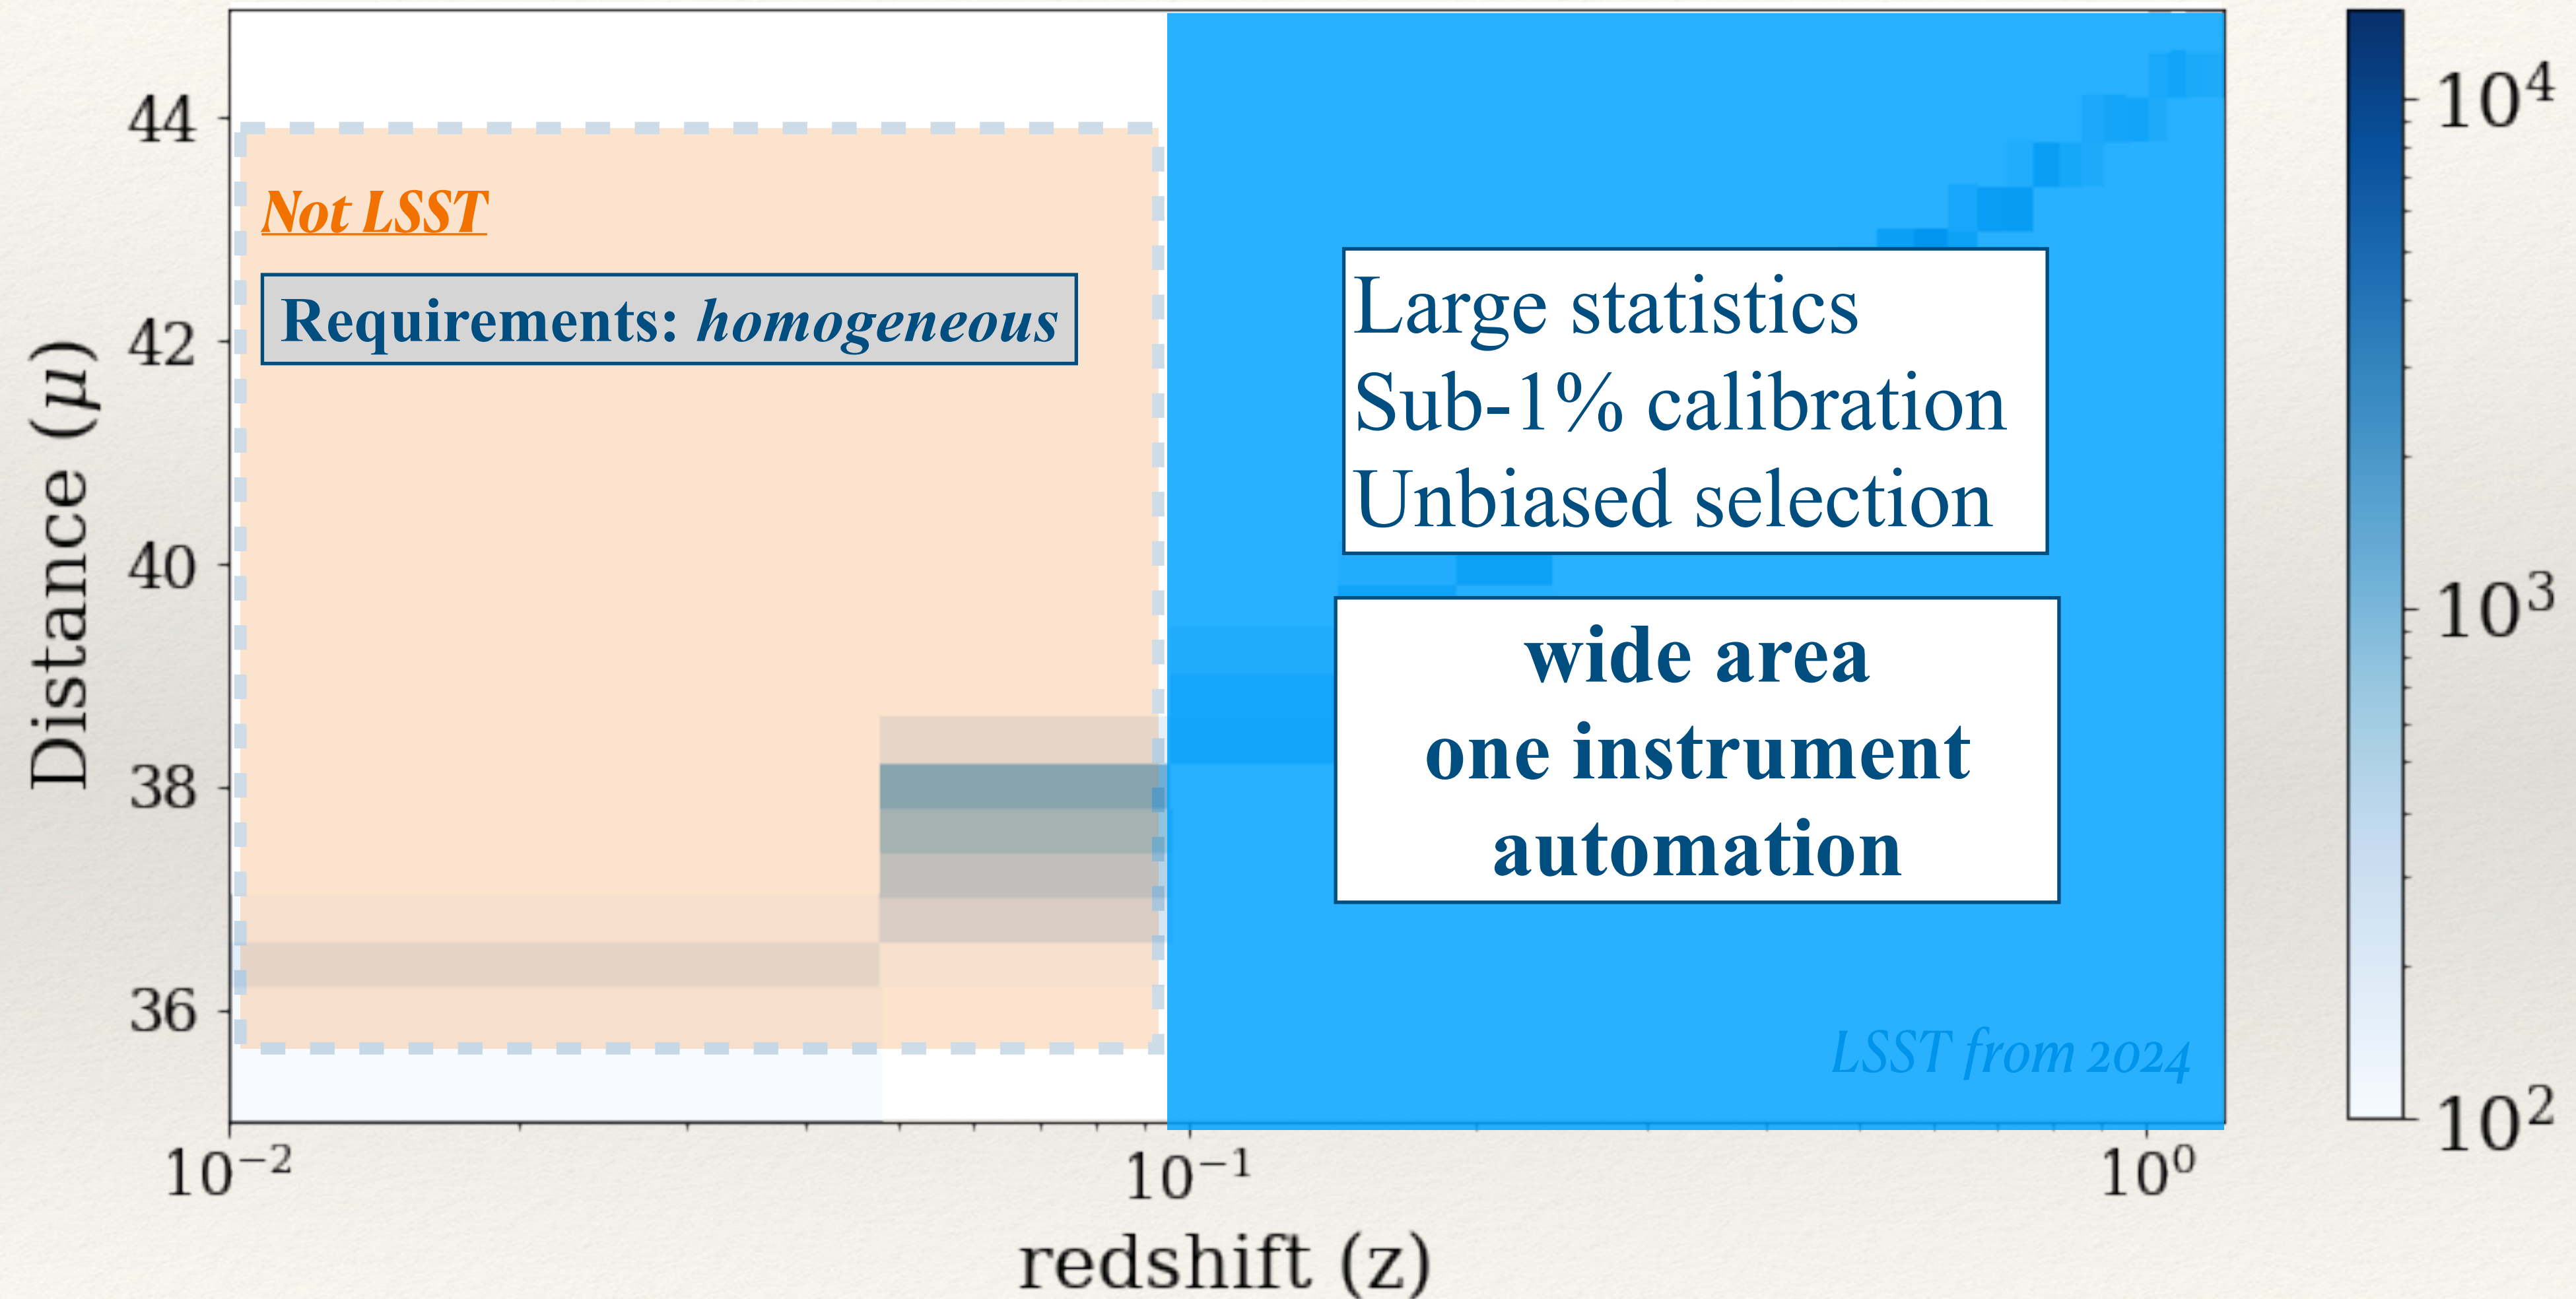 44
42
40
38
36
Distance (μ)
Not LSST
Requirements: homogeneous
Large statistics
Sub-1% calibration
Unbiased selection
wide area
one instrument
automation
LSST from 2024
10⁻²
10⁻¹
10⁰
redshift (z)
10⁴
10³
10²